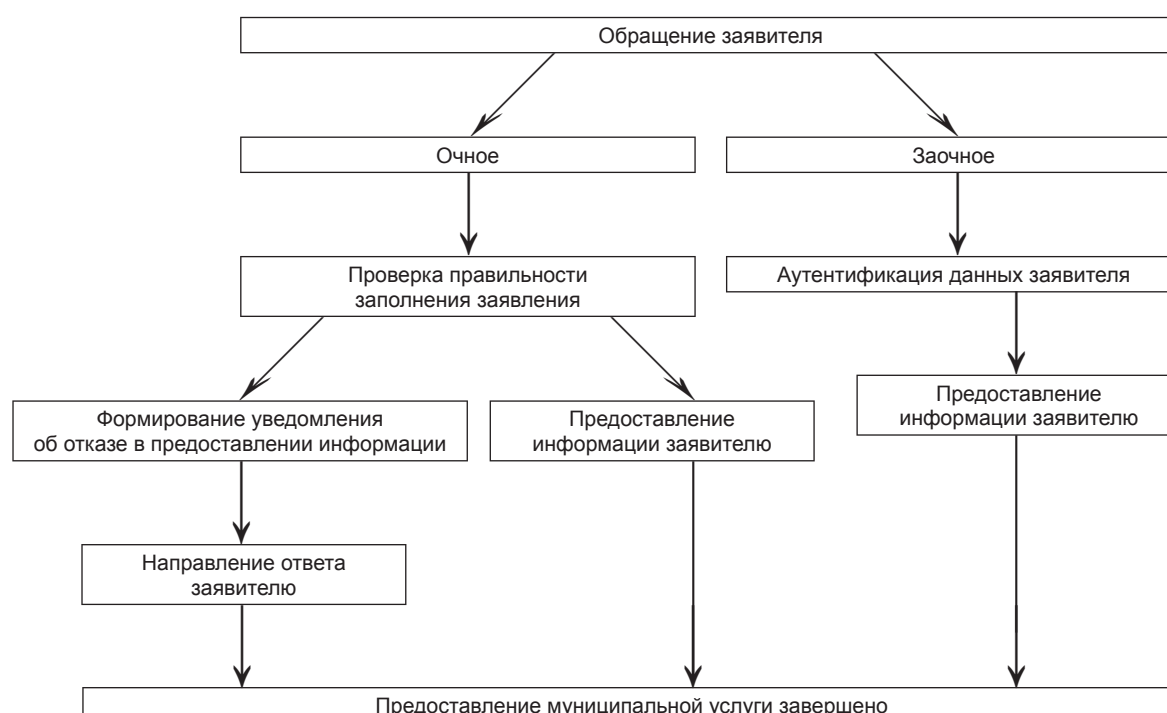 Обращение заявителя
Очное
Заочное
Проверка правильности
заполнения заявления
Аутентификация данных заявителя
Формирование уведомления
об отказе в предоставлении информации
Предоставление
информации заявителю
Предоставление
информации заявителю
Направление ответа
заявителю
Предоставление муниципальной услуги завершено